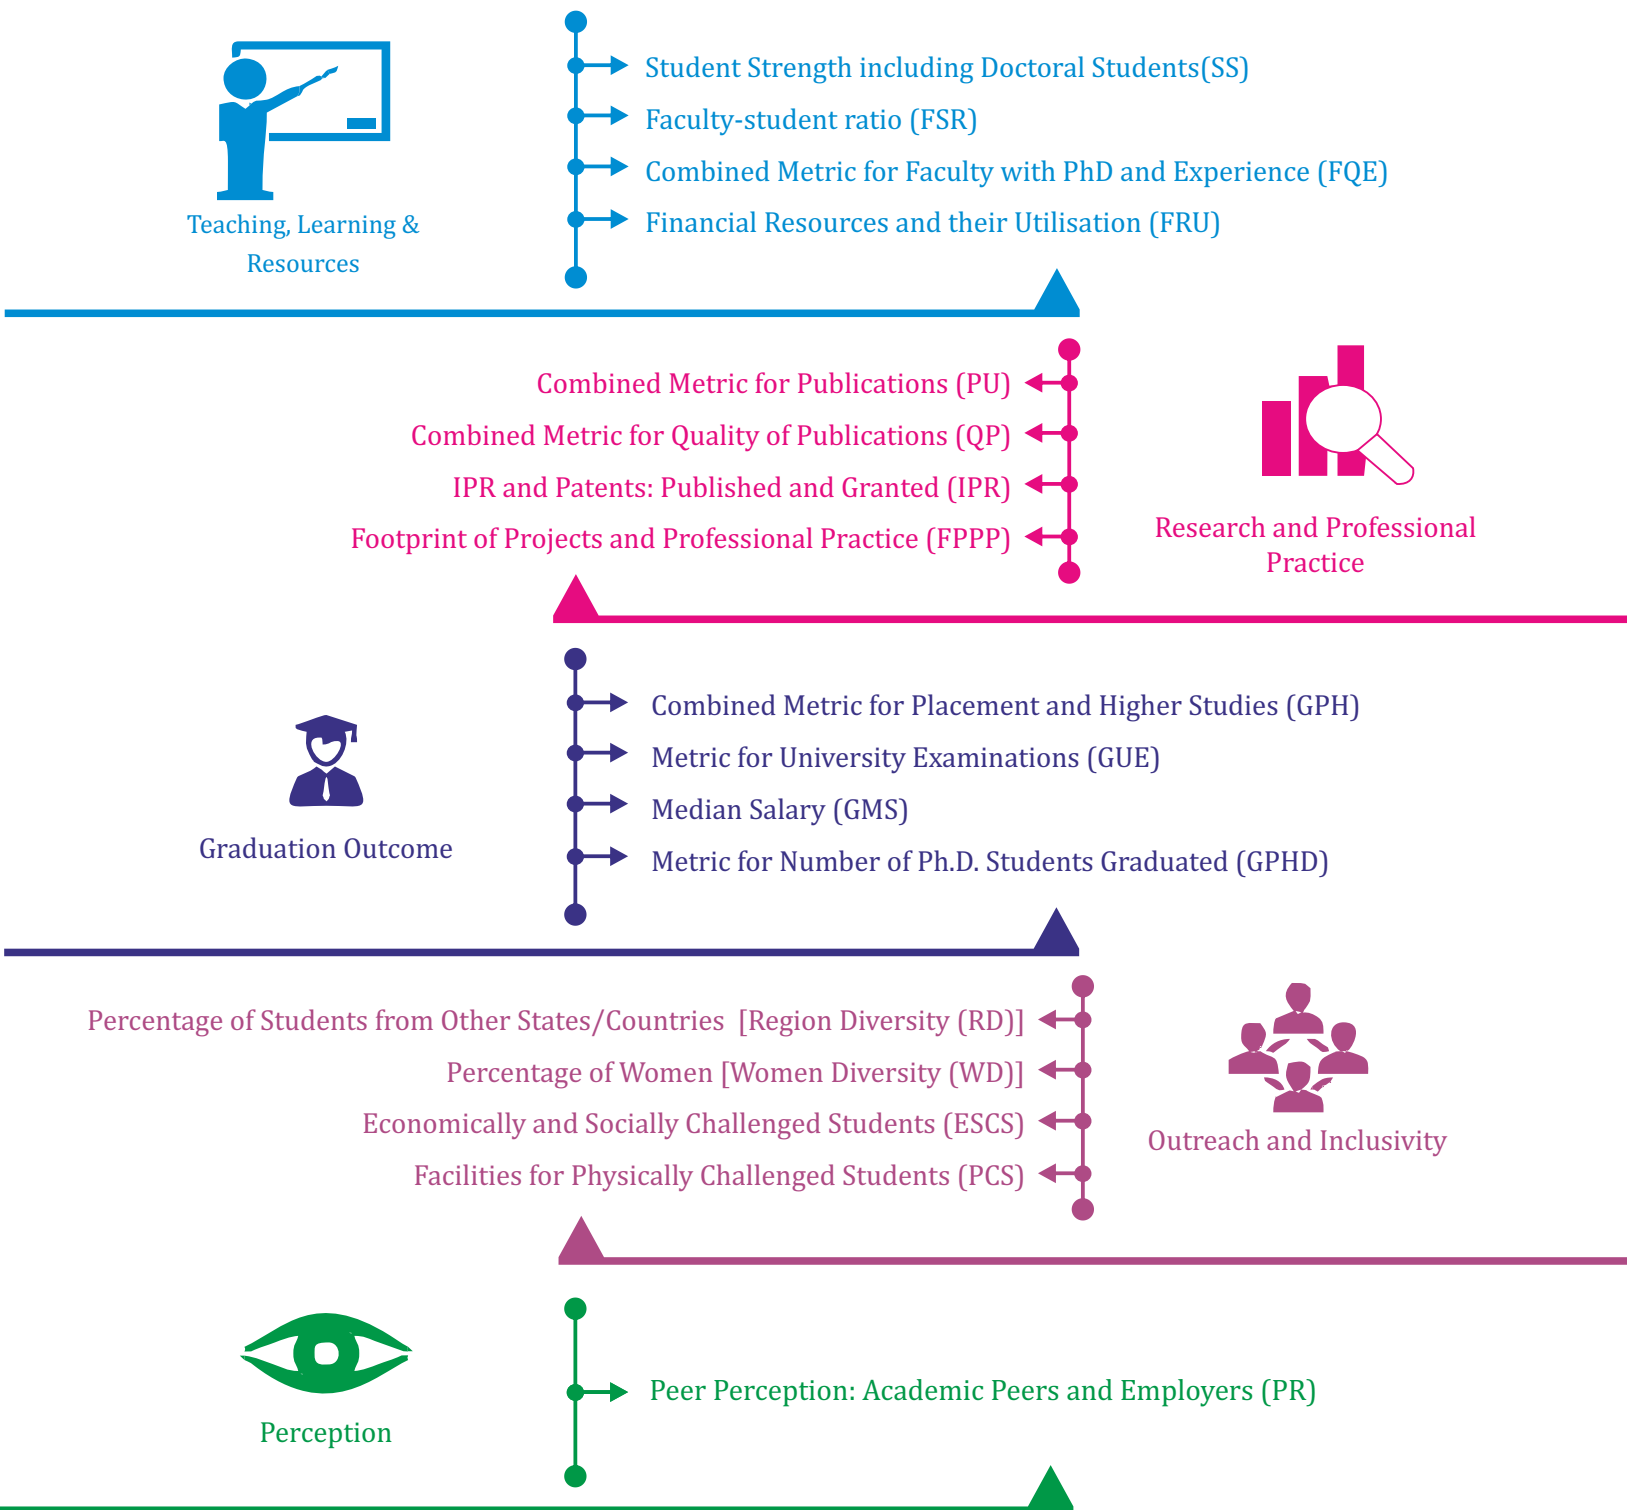 Teaching, Learning &
Resources
Student Strength including Doctoral Students(SS)
Faculty-student ratio (FSR)
Combined Metric for Faculty with PhD and Experience (FQE)
Financial Resources and their Utilisation (FRU)
Combined Metric for Publications (PU)
Combined Metric for Quality of Publications (QP)
IPR and Patents: Published and Granted (IPR)
Footprint of Projects and Professional Practice (FPPP)
Research and Professional
Practice
Graduation Outcome
Combined Metric for Placement and Higher Studies (GPH)
Metric for University Examinations (GUE)
Median Salary (GMS)
Metric for Number of Ph.D. Students Graduated (GPHD)
Percentage of Students from Other States/Countries [Region Diversity (RD)]
Percentage of Women [Women Diversity (WD)]
Economically and Socially Challenged Students (ESCS)
Facilities for Physically Challenged Students (PCS)
Outreach and Inclusivity
Perception
Peer Perception: Academic Peers and Employers (PR)